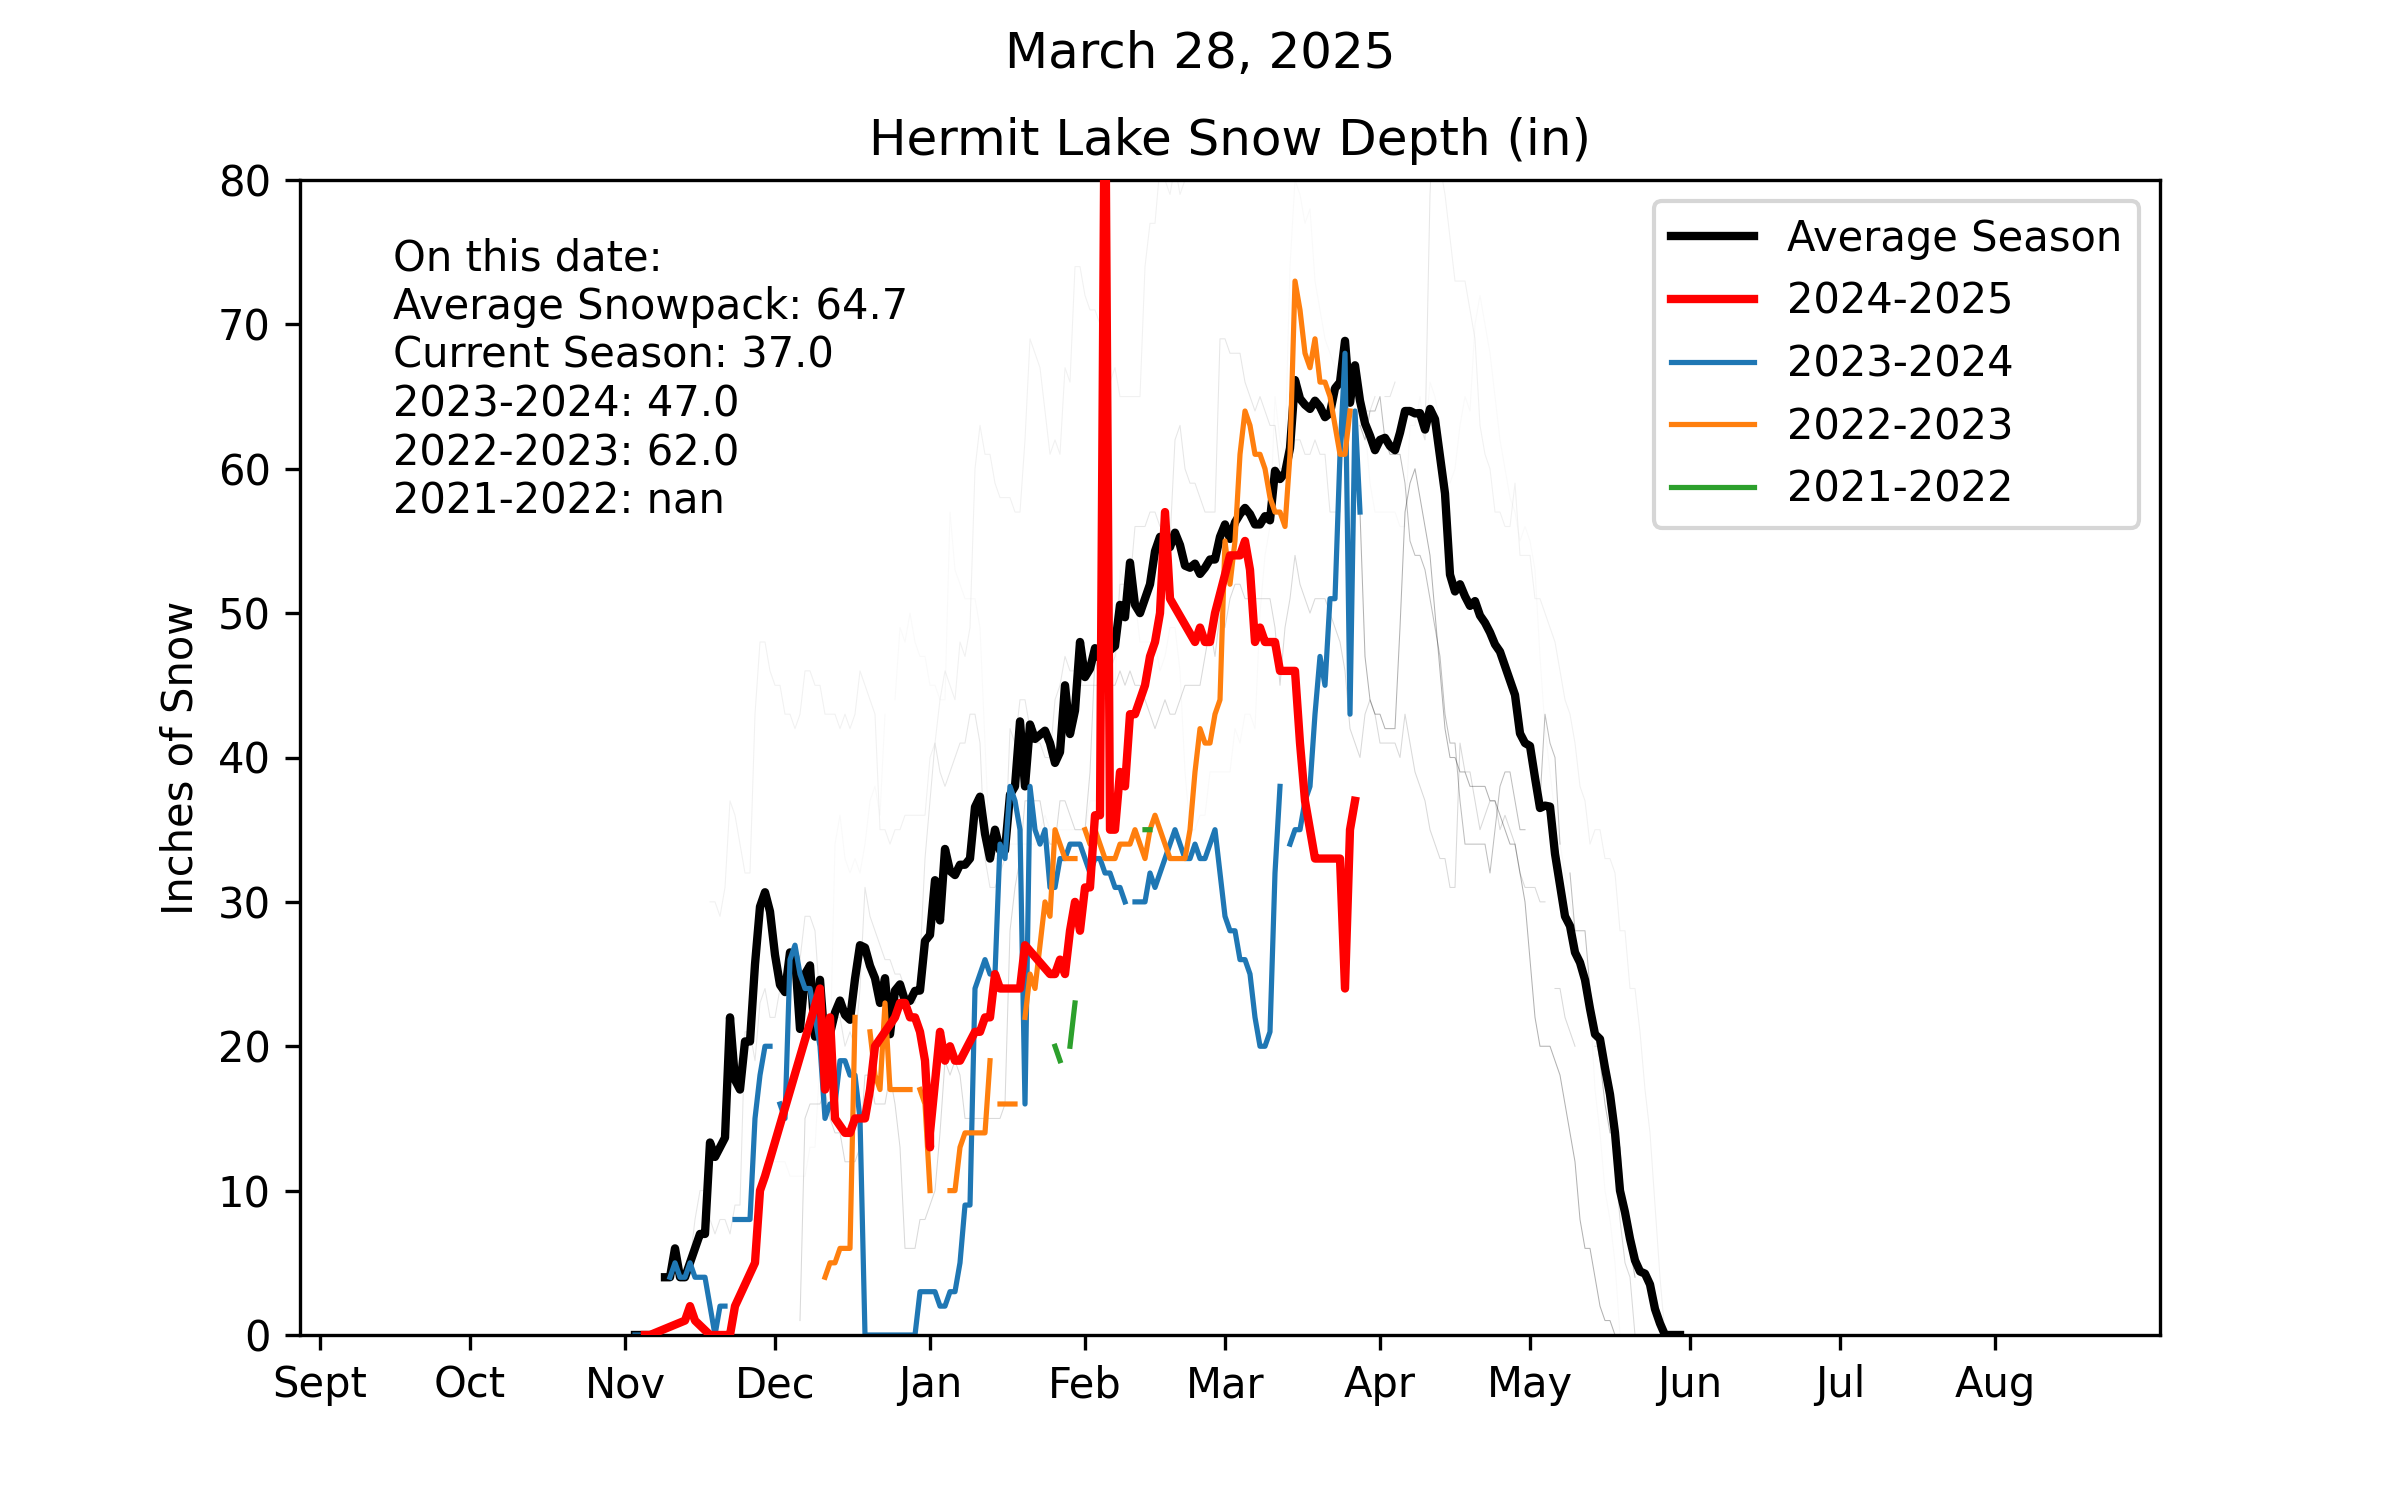 March 28, 2025
Hermit Lake Snow Depth (in)
80
70
60
50
40
30
20
10
0
Inches of Snow
On this date:
Average Snowpack: 64.7
Current Season: 37.0
2023-2024: 47.0
2022-2023: 62.0
2021-2022: nan
Average Season
2024-2025
2023-2024
2022-2023
2021-2022
Sept Oct Nov Dec Jan Feb Mar Apr May Jun Jul Aug